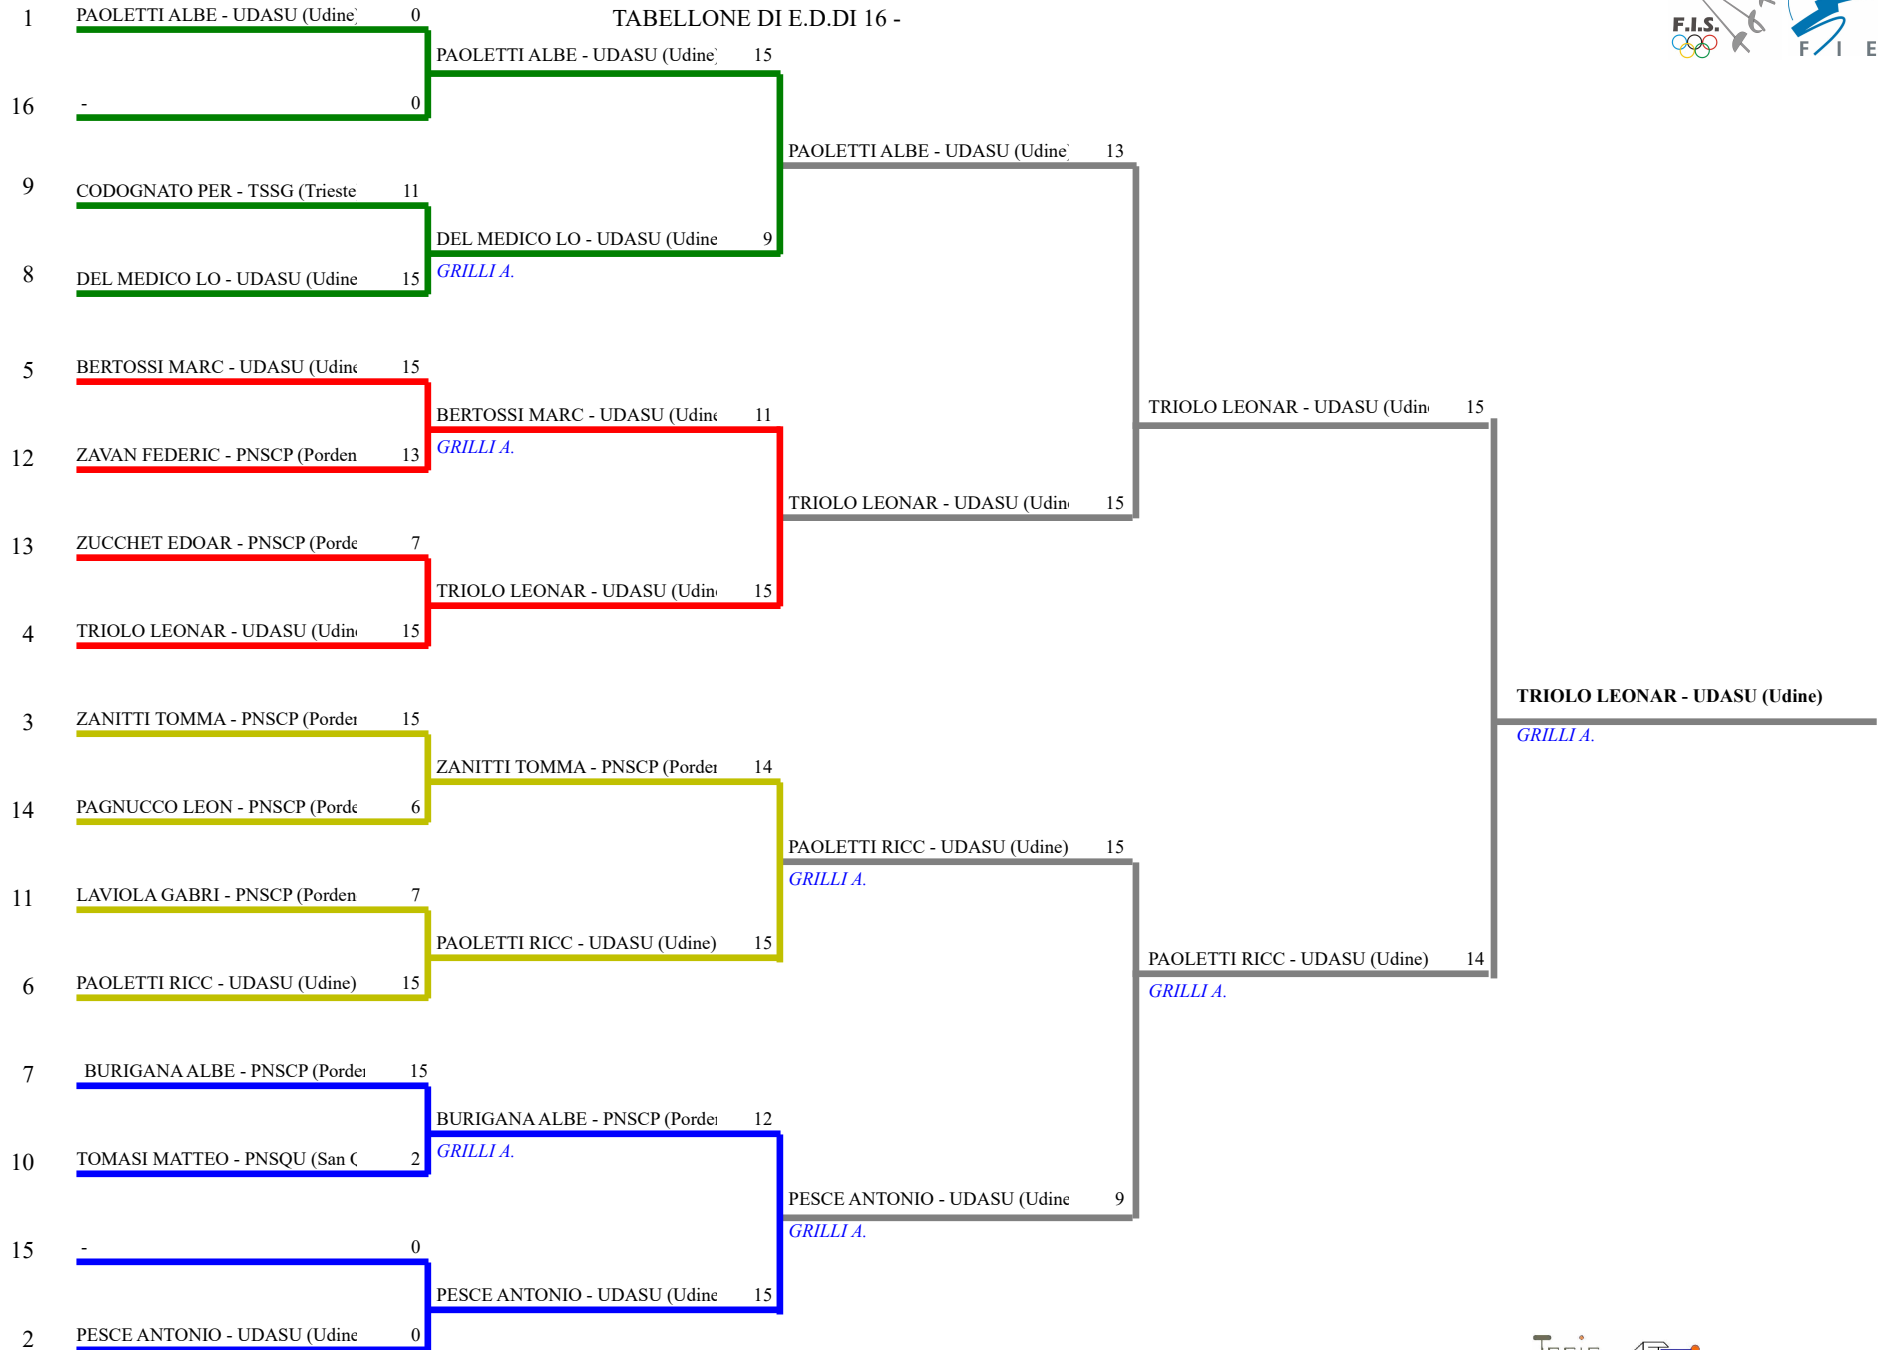 TABELLONE DI E.D.DI 16 -
F.I.S.
F I E
1 PAOLETTI ALBE - UDASU (Udine) 0
PAOLETTI ALBE - UDASU (Udine) 15
16 - 0
PAOLETTI ALBE - UDASU (Udine) 13
9 CODOGNATO PER - TSSG (Trieste 11
DEL MEDICO LO - UDASU (Udine 9
GRILLI A.
8 DEL MEDICO LO - UDASU (Udine 15
5 BERTOSSI MARC - UDASU (Udine 15
BERTOSSI MARC - UDASU (Udine 11
GRILLI A.
TRIOLO LEONAR - UDASU (Udin 15
12 ZAVAN FEDERIC - PNSCP (Porden 13
TRIOLO LEONAR - UDASU (Udin 15
13 ZUCCHET EDOAR - PNSCP (Porde 7
TRIOLO LEONAR - UDASU (Udin 15
4 TRIOLO LEONAR - UDASU (Udin 15
TRIOLO LEONAR - UDASU (Udine)
GRILLI A.
3 ZANITTI TOMMA - PNSCP (Porden 15
ZANITTI TOMMA - PNSCP (Porden 14
14 PAGNUCCO LEON - PNSCP (Porde 6
PAOLETTI RICC - UDASU (Udine) 15
GRILLI A.
11 LAVIOLA GABRI - PNSCP (Porden 7
PAOLETTI RICC - UDASU (Udine) 15
PAOLETTI RICC - UDASU (Udine) 14
GRILLI A.
6 PAOLETTI RICC - UDASU (Udine) 15
7 BURIGANA ALBE - PNSCP (Porden 15
BURIGANA ALBE - PNSCP (Porden 12
GRILLI A.
10 TOMASI MATTEO - PNSQU (San 2
PESCE ANTONIO - UDASU (Udine 9
GRILLI A.
15 - 0
PESCE ANTONIO - UDASU (Udine 15
2 PESCE ANTONIO - UDASU (Udine 0